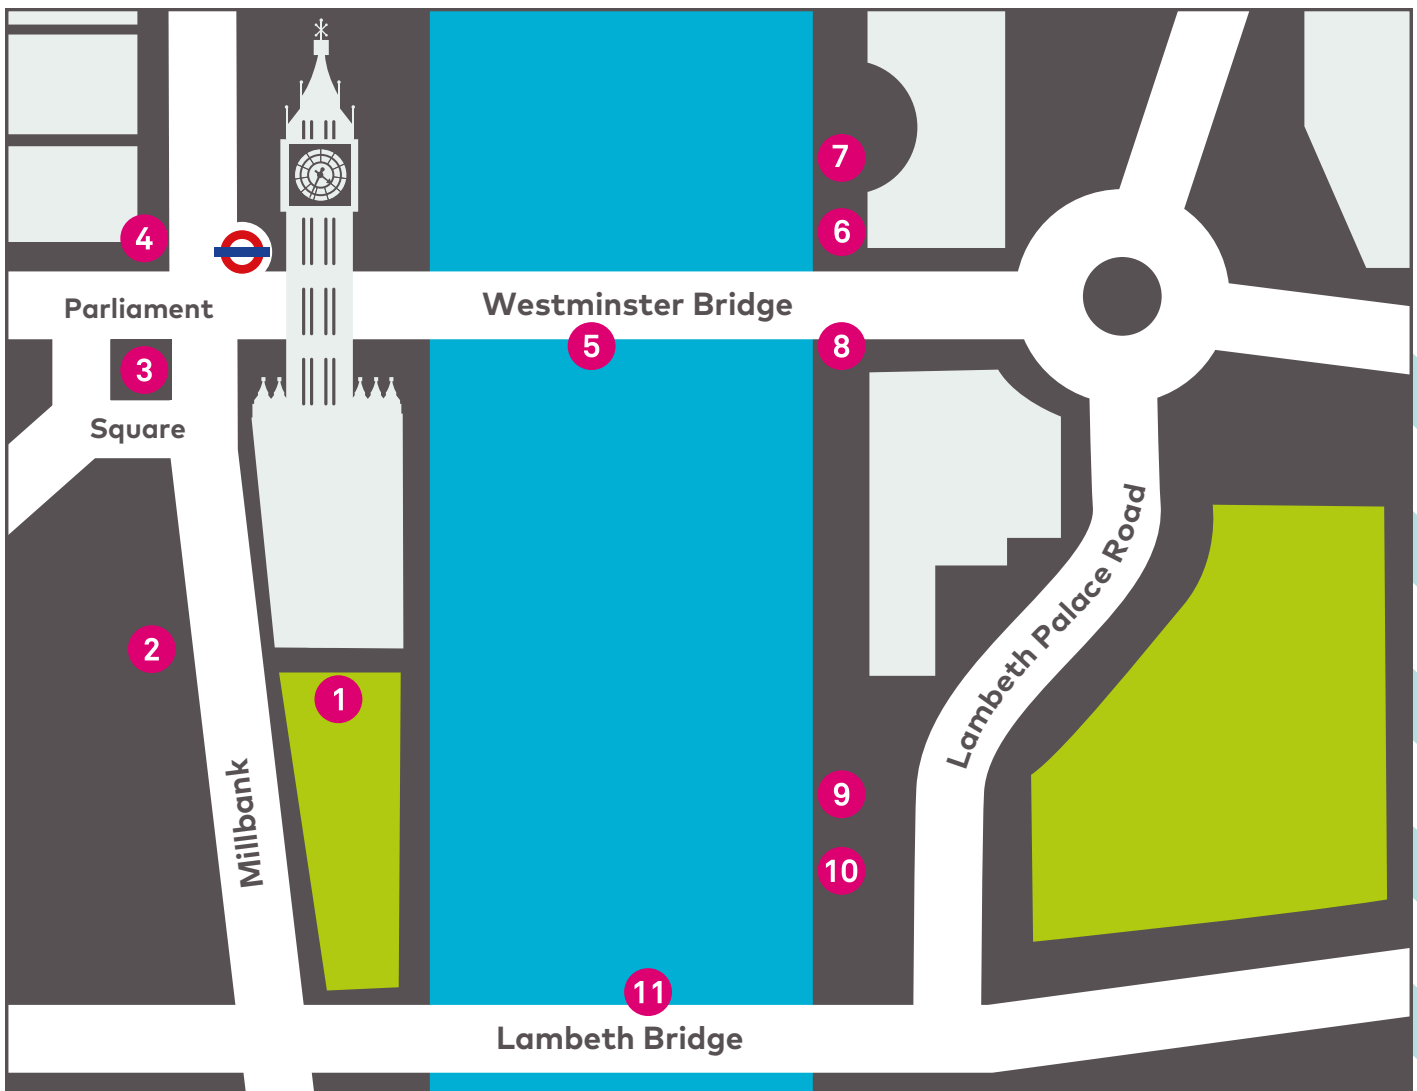 7
4
6
Parliament
Westminster Bridge
5
8
3
Square
2
Lambeth Palace Road
1
Millbank
9
10
11
Lambeth Bridge